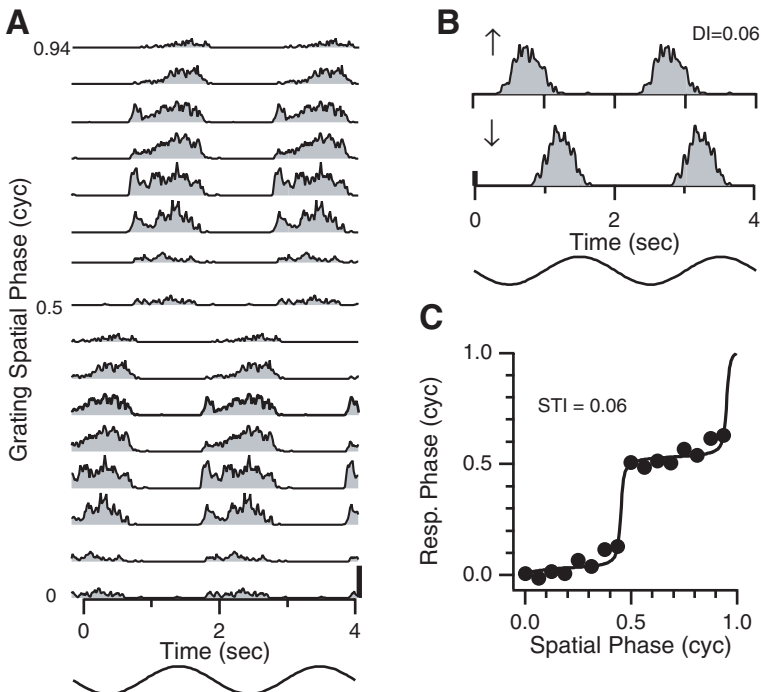 A
Grating Spatial Phase (cyc)
0.94
0.5
0
0 2 4
Time (sec)
B
↑ DI=0.06
↓
0 2 4
Time (sec)
C
Resp. Phase (cyc)
1.0
0.5
0.0
STI = 0.06
0.0 0.5 1.0
Spatial Phase (cyc)